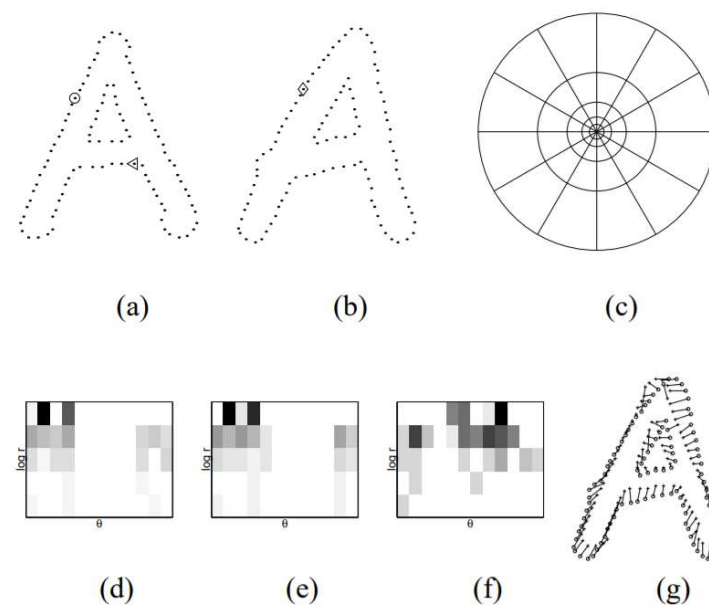 (a) (b) (c)
log r θ log r θ log r θ
(d) (e) (f) (g)